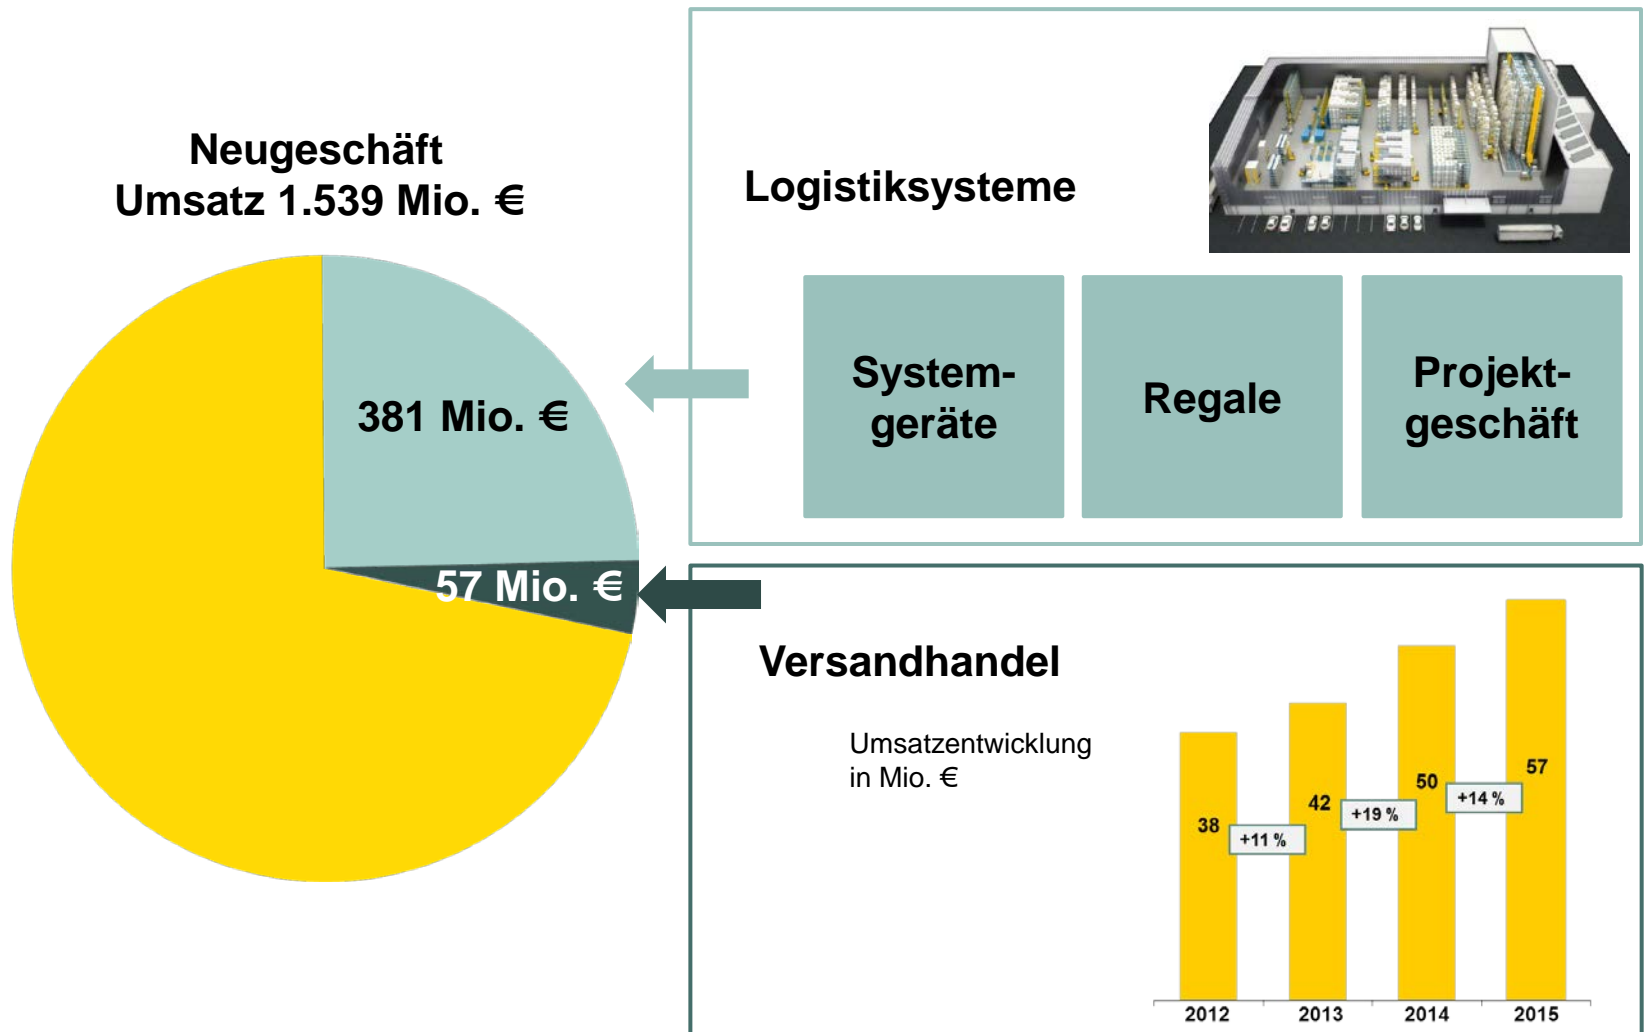 Neugeschäft
Umsatz 1.539 Mio. €
381 Mio. €
57 Mio. €
Logistiksysteme
System-
geräte
Regale
Projekt-
geschäft
Versandhandel
Umsatzentwicklung
in Mio. €
38
+11 %
42
+19 %
50
+14 %
57
2012
2013
2014
2015